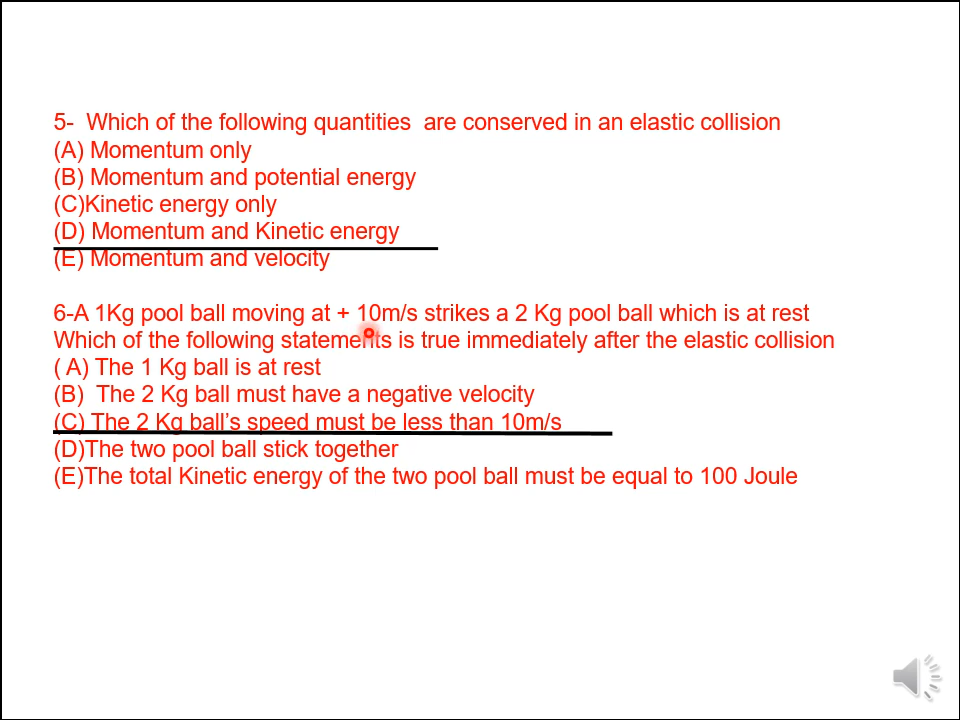 5-  Which of the following quantities  are conserved in an elastic collision
(A) Momentum only
(B) Momentum and potential energy
(C)Kinetic energy only
(D) Momentum and Kinetic energy
(E) Momentum and velocity
6-A 1Kg pool ball moving at + 10m/s strikes a 2 Kg pool ball which is at rest
Which of the following statements is true immediately after the elastic collision
( A) The 1 Kg ball is at rest
(B)  The 2 Kg ball must have a negative velocity
(C) The 2 Kg ball's speed must be less than 10m/s
(D)The two pool ball stick together
(E)The total Kinetic energy of the two pool ball must be equal to 100 Joule